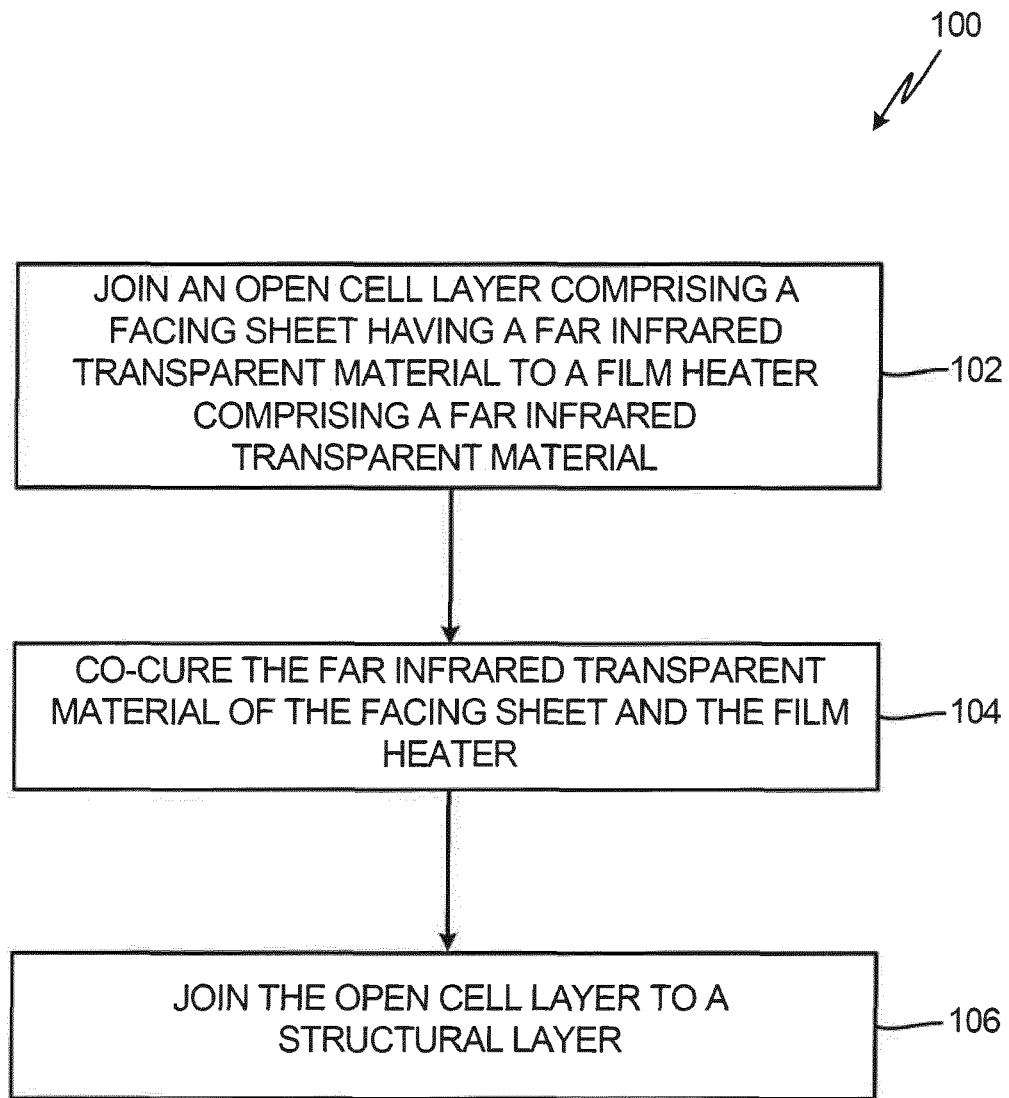 100
JOIN AN OPEN CELL LAYER COMPRISING A
FACING SHEET HAVING A FAR INFRARED
TRANSPARENT MATERIAL TO A FILM HEATER
COMPRISING A FAR INFRARED
TRANSPARENT MATERIAL
102
CO-CURE THE FAR INFRARED TRANSPARENT
MATERIAL OF THE FACING SHEET AND THE FILM
HEATER
104
JOIN THE OPEN CELL LAYER TO A
STRUCTURAL LAYER
106